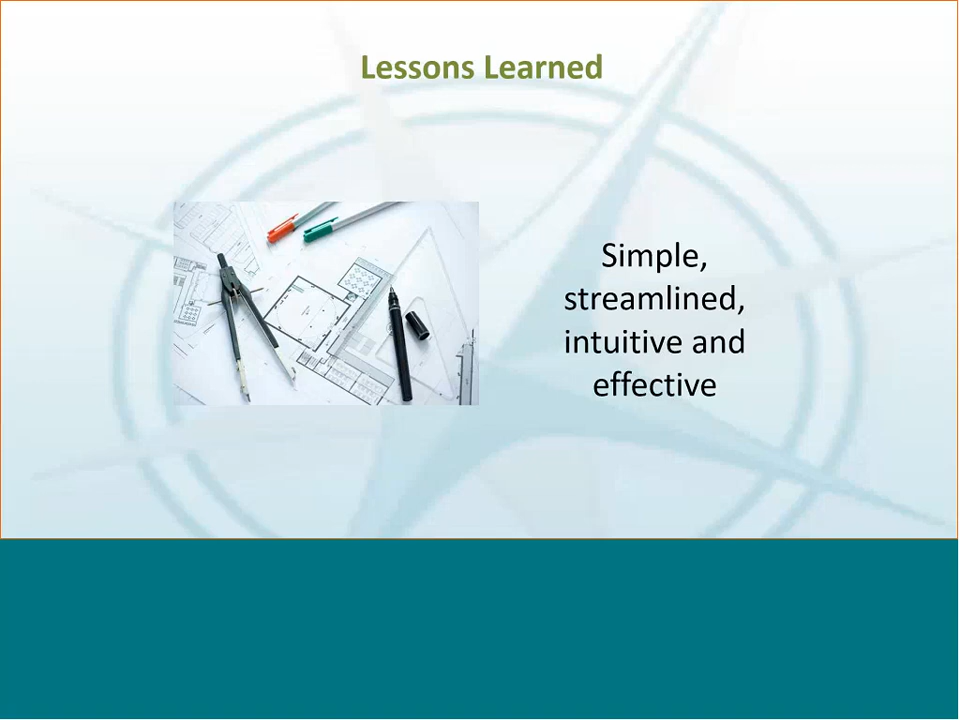 Lessons Learned
Simple,
streamlined,
intuitive and
effective